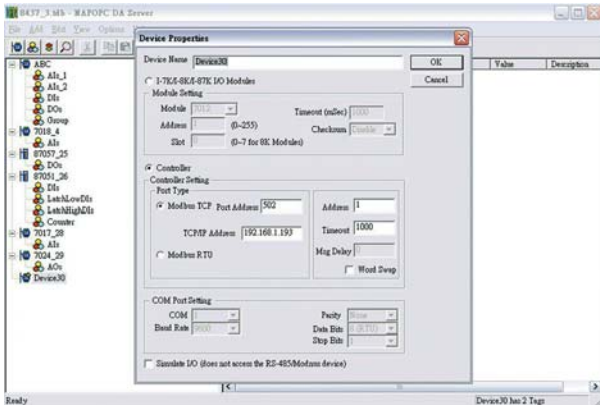 8437_3.tdb - NAPOPC DA Server
File Add Edit View Options
Device Properties
Device Name Device30
OK
Cancel
I-7K/I-8K/I-87K I/O Modules
Module Setting
Module 3012
Timeout (mSec) 1000
Address 1 (0~255)
Checksum Disable
Slot 0 (0~7 for 8K Modules)
Controller
Controller Setting
Port Type
Modbus TCP Port Address 502
TCP/IP Address 192.168.1.193
Modbus RTU
Address 1
Timeout 1000
Msg Delay 0
Word Swap
COM Port Setting
COM 1
Baud Rate 9600
Parity None
Data Bits 8 (RTU)
Stop Bits 1
Simulate I/O (does not access the RS-485/Modbus device)
ABC
AIs_1
AIs_2
DIs
DOs
Group
7018_4
AIs
87057_25
DOs
87051_26
DIs
LatchLowDIs
LatchHighDIs
Counter
7017_28
AIs
7024_29
AOs
Device30
Value Description
Ready
Device30 has 2 Tags